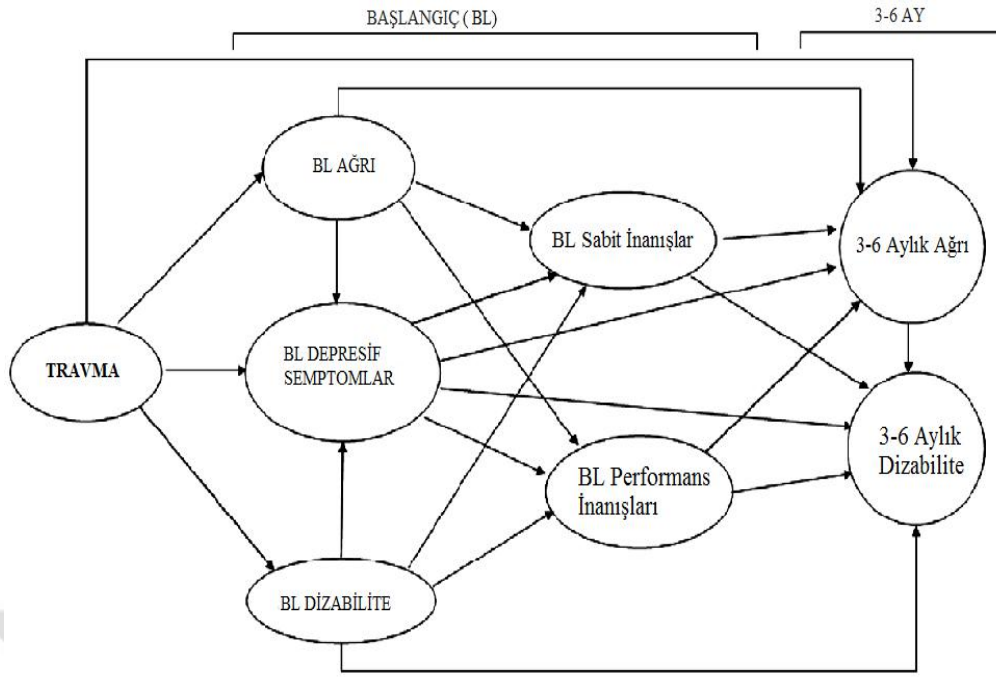 BAŞLANGIÇ ( BL)
3-6 AY
BL AĞRI
BL Sabit İnanışlar
3-6 Aylık Ağrı
TRAVMA
BL DEPRESİF
SEMPTOMLAR
3-6 Aylık
Dizabilite
BL Performans
İnanışları
BL DİZABİLİTE